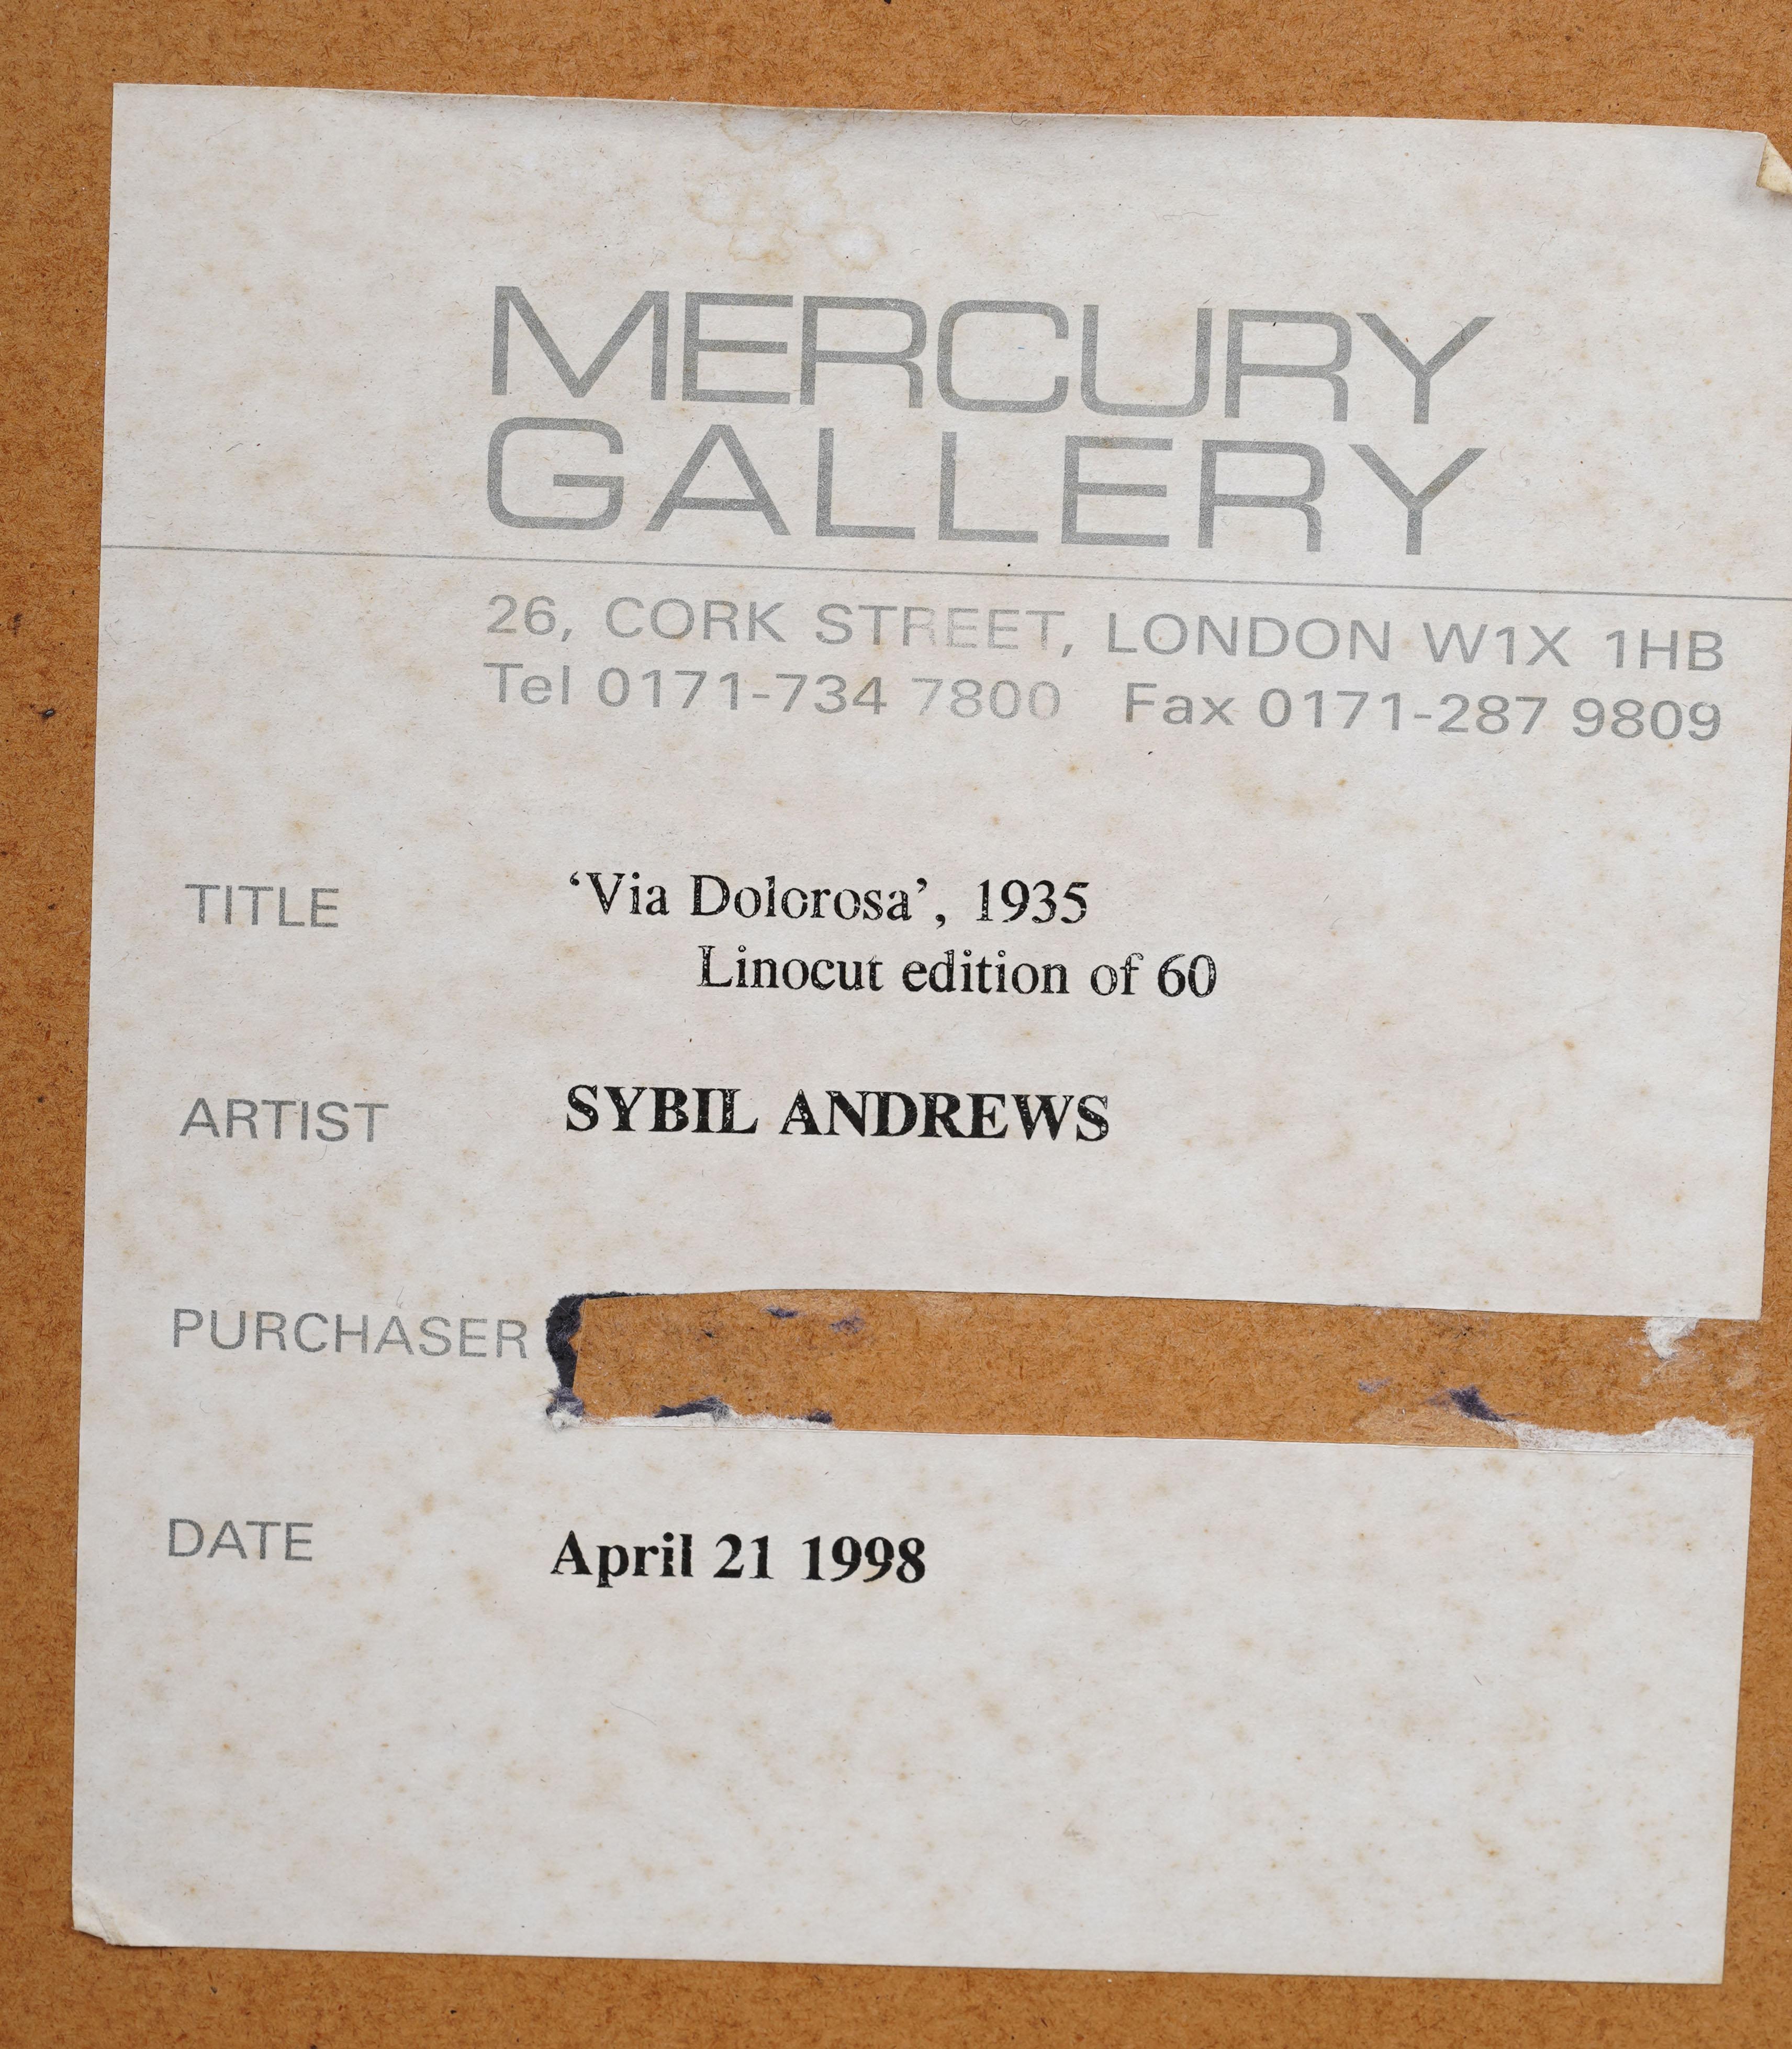 MERCURY
GALLERY
26, CORK STREET, LONDON W1X 1HB
Tel 0171-734 7800 Fax 0171-287 9809
TITLE ‘Via Dolorosa’, 1935
Linocut edition of 60
ARTIST SYBIL ANDREWS
PURCHASER
DATE April 21 1998